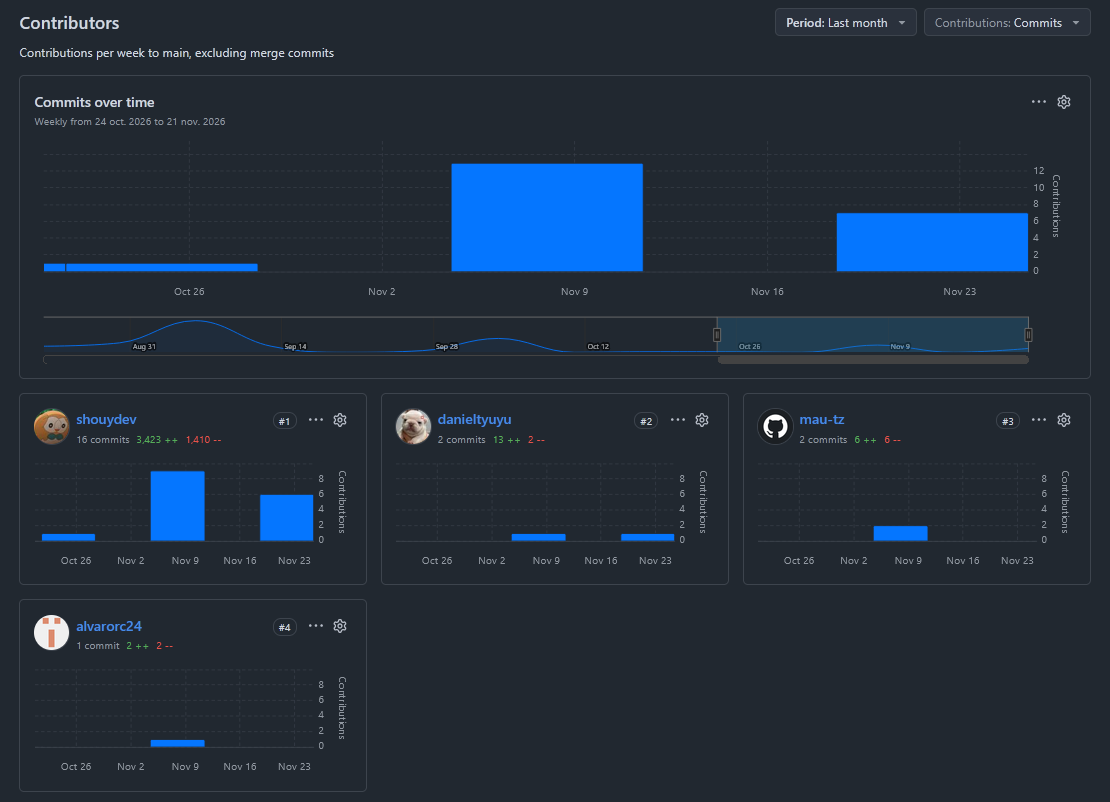 Contributors
Period: Last month
Contributions: Commits
Contributions per week to main, excluding merge commits
Commits over time
Weekly from 24 oct. 2026 to 21 nov. 2026
12
10
8
6
4
2
0
Contributions
Oct 26 Nov 2 Nov 9 Nov 16 Nov 23
Aug 31 Sep 14 Sep 28 Oct 12 Oct 26 Nov 9
shouydev
#1
16 commits 3,423 ++ 1,410 --
8
6
4
2
0
Contributions
Oct 26 Nov 2 Nov 9 Nov 16 Nov 23
danieltyuyu
#2
2 commits 13 ++ 2 --
8
6
4
2
0
Contributions
Oct 26 Nov 2 Nov 9 Nov 16 Nov 23
mau-tz
#3
2 commits 6 ++ 6 --
8
6
4
2
0
Contributions
Oct 26 Nov 2 Nov 9 Nov 16 Nov 23
alvarorc24
#4
1 commit 2 ++ 2 --
8
6
4
2
0
Contributions
Oct 26 Nov 2 Nov 9 Nov 16 Nov 23